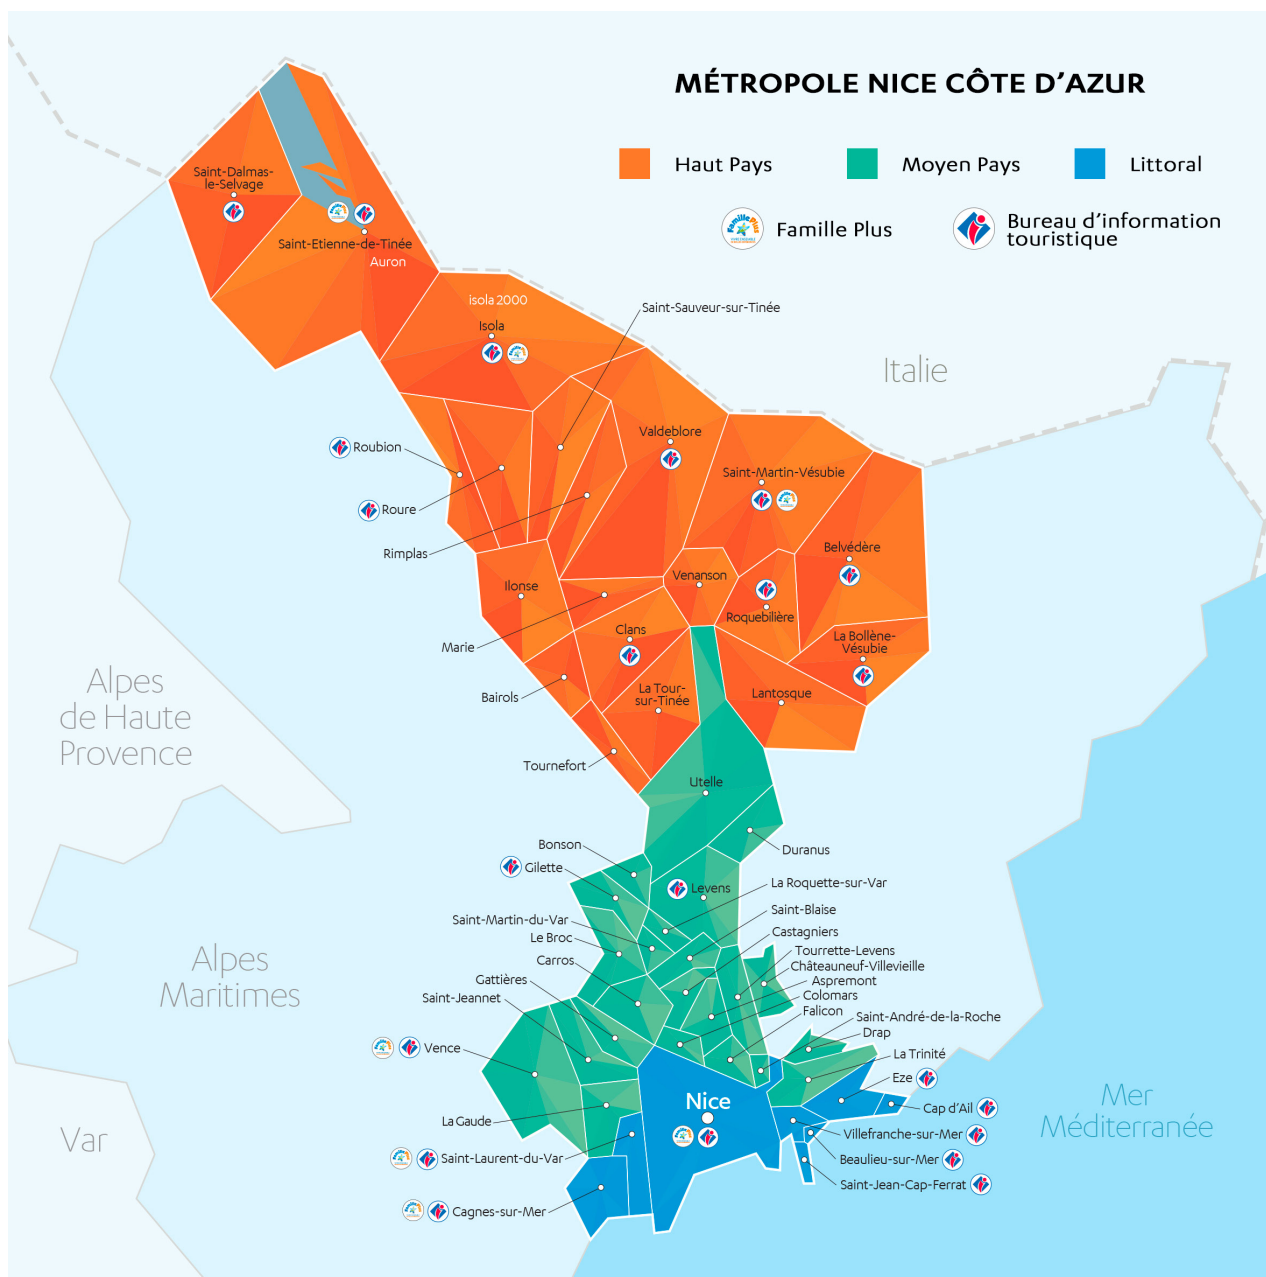 MÉTROPOLE NICE CÔTE D'AZUR
Haut Pays
Moyen Pays
Littoral
Famille Plus
Bureau d'information
touristique
Saint-Dalmas-
le-Selvage
Saint-Etienne-de-Tinée
Auron
isola 2000
Isola
Saint-Sauveur-sur-Tinée
Italie
Valdeblore
Roubion
Saint-Martin-Vésubie
Roure
Rimplas
Belvédère
Venanson
Ilonse
Roquebilière
Marie
Clans
La Bollène-
Vésubie
Alpes
de Haute
Provence
Bairols
La Tour-
sur-Tinée
Lantosque
Tournefort
Utelle
Bonson
Duranus
Gilette
Levens
La Roquette-sur-Var
Saint-Martin-du-Var
Saint-Blaise
Le Broc
Castagniers
Carros
Tourrette-Levens
Châteauneuf-Villevieille
Alpes
Maritimes
Gattières
Aspremont
Saint-Jeannet
Colomars
Falicon
Saint-André-de-la-Roche
Drap
Vence
La Trinité
Eze
Nice
Cap d'Ail
Mer
Méditerranée
La Gaude
Villefranche-sur-Mer
Var
Saint-Laurent-du-Var
Beaulieu-sur-Mer
Saint-Jean-Cap-Ferrat
Cagnes-sur-Mer